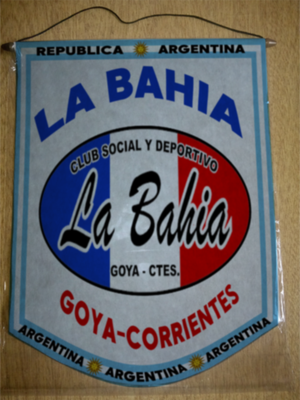 REPUBLICA ARGENTINA
LA BAHIA
CLUB SOCIAL Y DEPORTIVO
La Bahia
GOYA - CTES.
GOYA-CORRIENTES
ARGENTINA ARGENTINA ARGENTINA